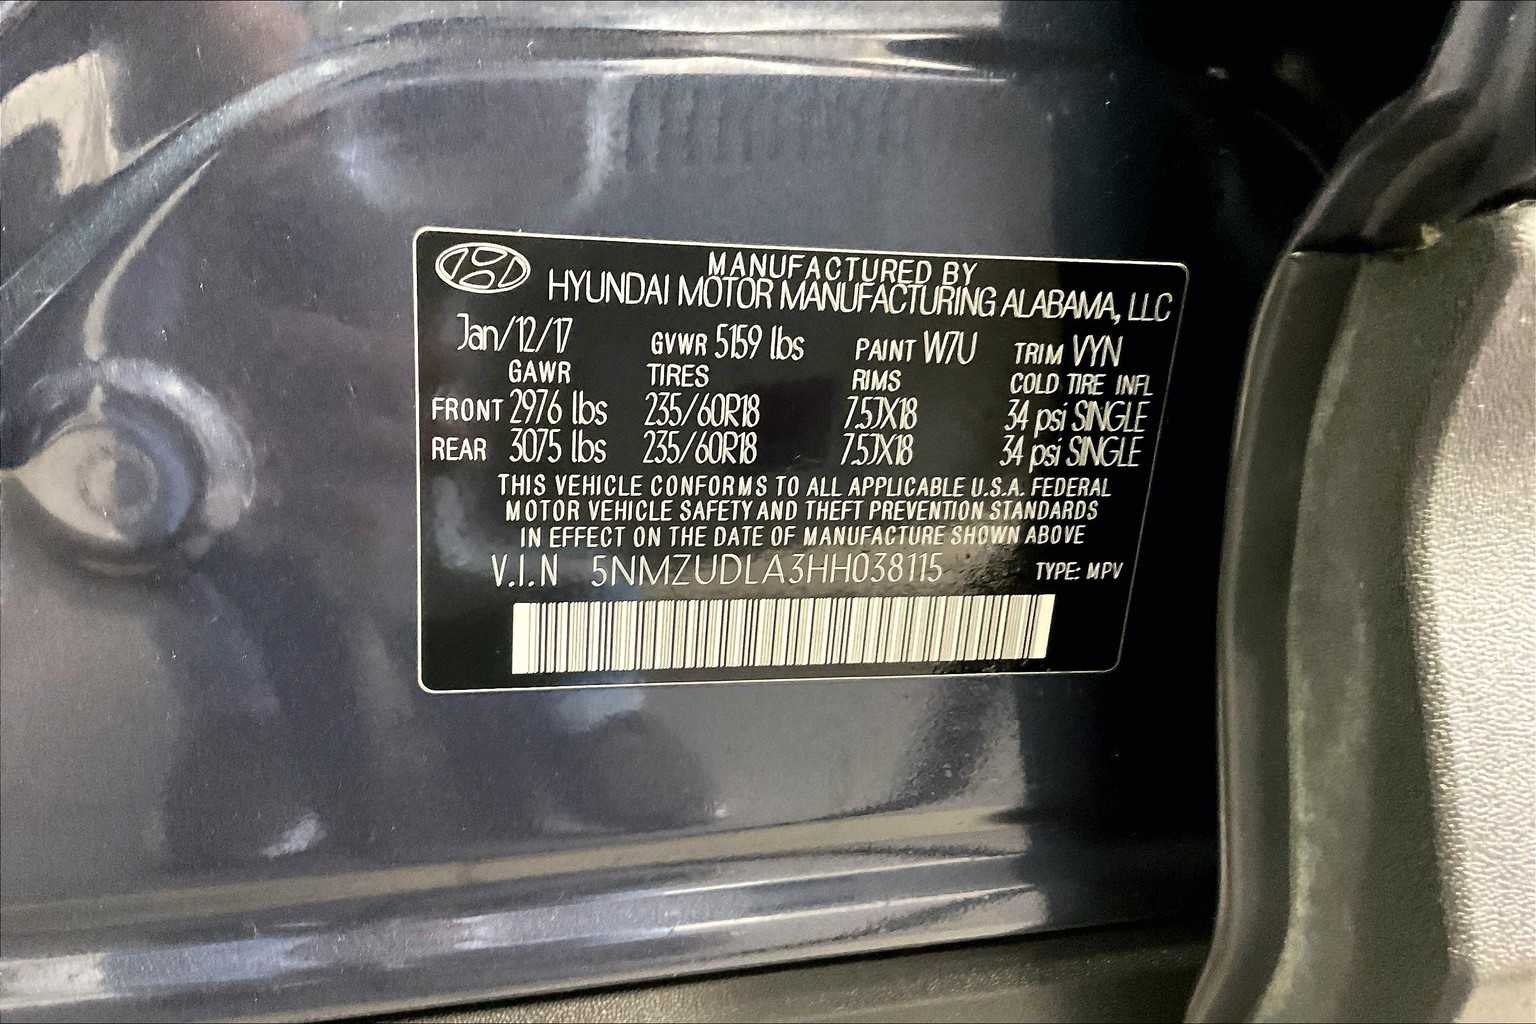 MANUFACTURED BY
HYUNDAI MOTOR MANUFACTURING ALABAMA, LLC
Jan/12/17 GVWR 5159 lbs PAINT W7U TRIM VYN
GAWR TIRES RIMS COLD TIRE INFL
FRONT 2976 lbs 235/60R18 7.5JX18 34 psi SINGLE
REAR 3075 lbs 235/60R18 7.5JX18 34 psi SINGLE
THIS VEHICLE CONFORMS TO ALL APPLICABLE U.S.A. FEDERAL
MOTOR VEHICLE SAFETY AND THEFT PREVENTION STANDARDS
IN EFFECT ON THE DATE OF MANUFACTURE SHOWN ABOVE
V.I.N 5NMZUDLA3HH038115 TYPE: MPV